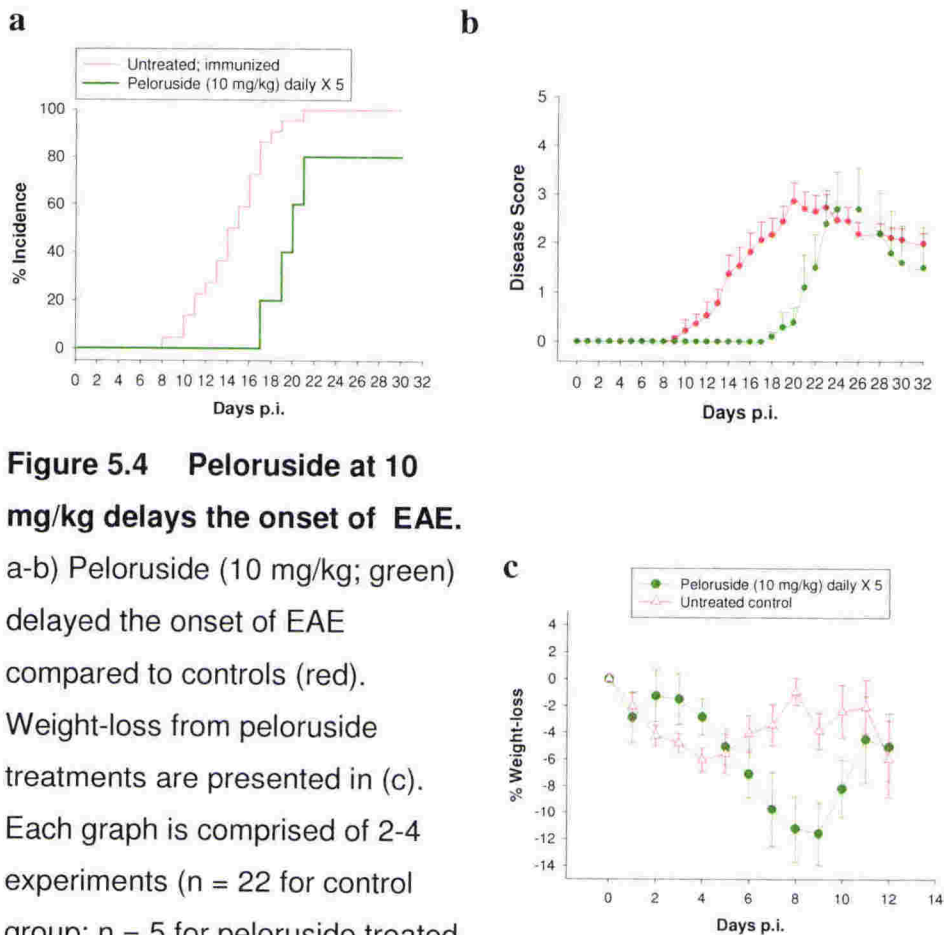 a
Untreated; immunized
Peloruside (10 mg/kg) daily X 5
100
80
60
40
20
0
% Incidence
0 2 4 6 8 10 12 14 16 18 20 22 24 26 28 30 32
Days p.i.
b
5
4
3
2
1
0
Disease Score
0 2 4 6 8 10 12 14 16 18 20 22 24 26 28 30 32
Days p.i.
Figure 5.4 Peloruside at 10
mg/kg delays the onset of EAE.
a-b) Peloruside (10 mg/kg; green)
delayed the onset of EAE
compared to controls (red).
Weight-loss from peloruside
treatments are presented in (c).
Each graph is comprised of 2-4
experiments (n = 22 for control
group; n = 5 for peloruside treated
c
Peloruside (10 mg/kg) daily X 5
Untreated control
4
2
0
-2
-4
-6
-8
-10
-12
-14
% Weight-loss
0 2 4 6 8 10 12 14
Days p.i.